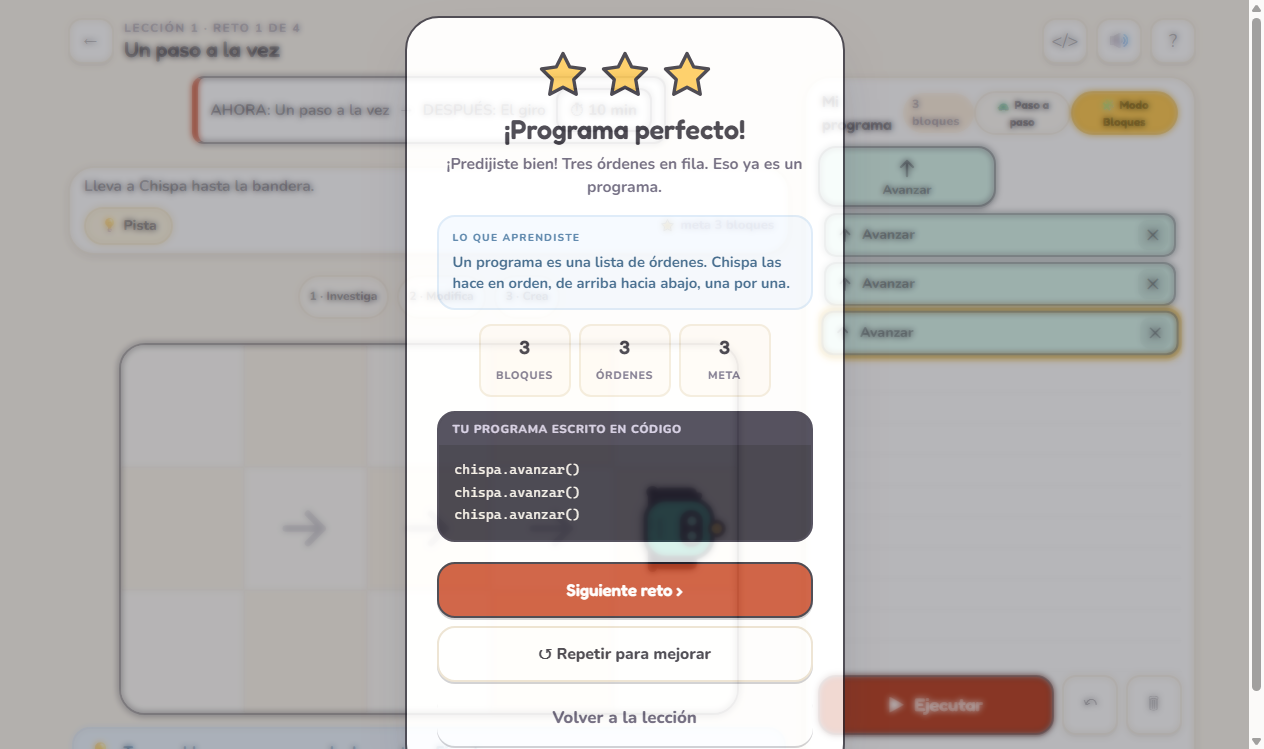 LECCIÓN 1 · RETO 1 DE 4
Un paso a la vez
</>
?
AHORA: Un paso a la vez
DESPUÉS: El giro
10 min
Lleva a Chispa hasta la bandera.
Pista
meta 3 bloques
1 · Investiga
2 · Modifica
3 · Crea
¡Programa perfecto!
¡Predijiste bien! Tres órdenes en fila. Eso ya es un
programa.
LO QUE APRENDISTE
Un programa es una lista de órdenes. Chispa las
hace en orden, de arriba hacia abajo, una por una.
3
BLOQUES
3
ÓRDENES
3
META
TU PROGRAMA ESCRITO EN CÓDIGO
chispa.avanzar()
chispa.avanzar()
chispa.avanzar()
Siguiente reto ›
↺ Repetir para mejorar
Volver a la lección
Mi
programa
3
bloques
Paso a
paso
Modo
Bloques
Avanzar
Avanzar
Avanzar
Avanzar
Ejecutar